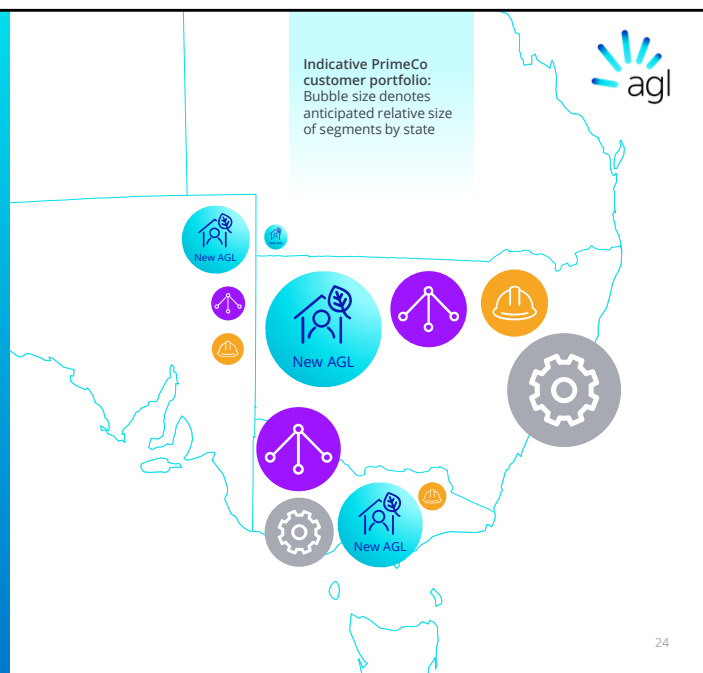 Indicative PrimeCo
customer portfolio:
Bubble size denotes
anticipated relative size
of segments by state
agl
New AGL
New AGL
New AGL
24